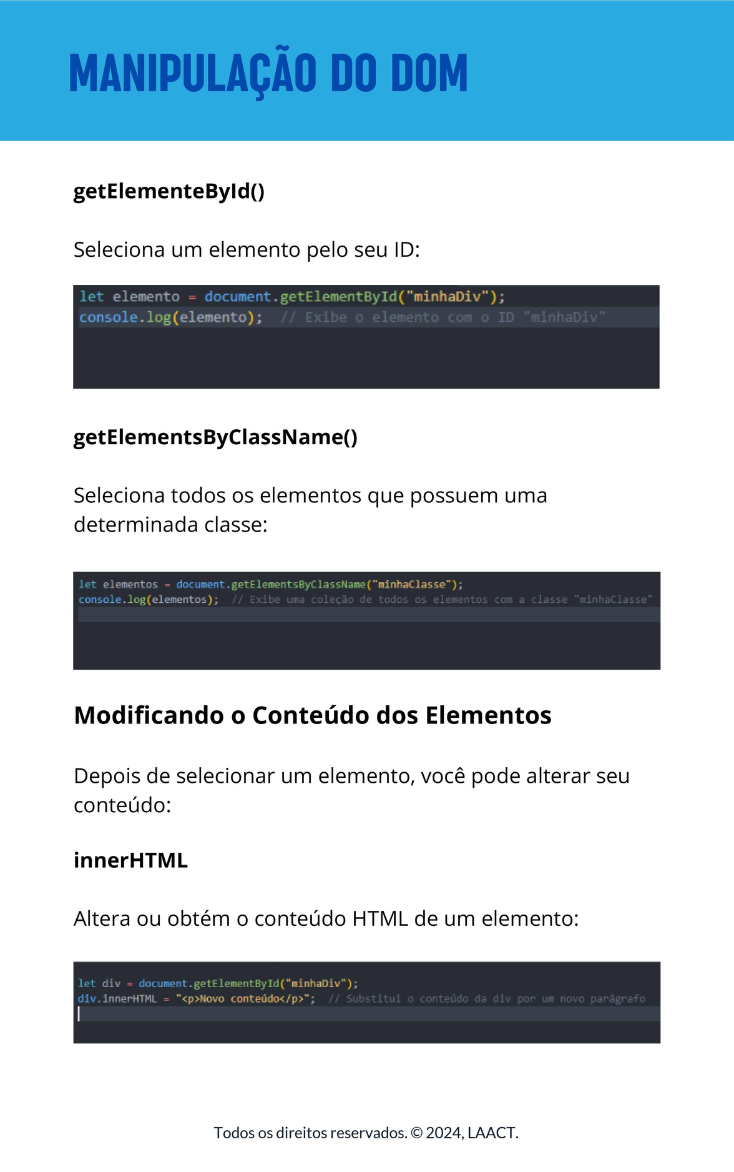 MANIPULAÇÃO DO DOM
getElementeById()
Seleciona um elemento pelo seu ID:
let elemento = document.getElementById("minhaDiv");
console.log(elemento);  // Exibe o elemento com o ID "minhaDiv"
getElementsByClassName()
Seleciona todos os elementos que possuem uma
determinada classe:
let elementos = document.getElementsByClassName("minhaClasse");
console.log(elementos);  // Exibe uma coleção de todos os elementos com a classe "minhaClasse"
Modificando o Conteúdo dos Elementos
Depois de selecionar um elemento, você pode alterar seu
conteúdo:
innerHTML
Altera ou obtém o conteúdo HTML de um elemento:
let div = document.getElementById("minhaDiv");
div.innerHTML = "<p>Novo conteúdo</p>";  // Substitui o conteúdo da div por um novo parágrafo
Todos os direitos reservados. © 2024, LAACT.